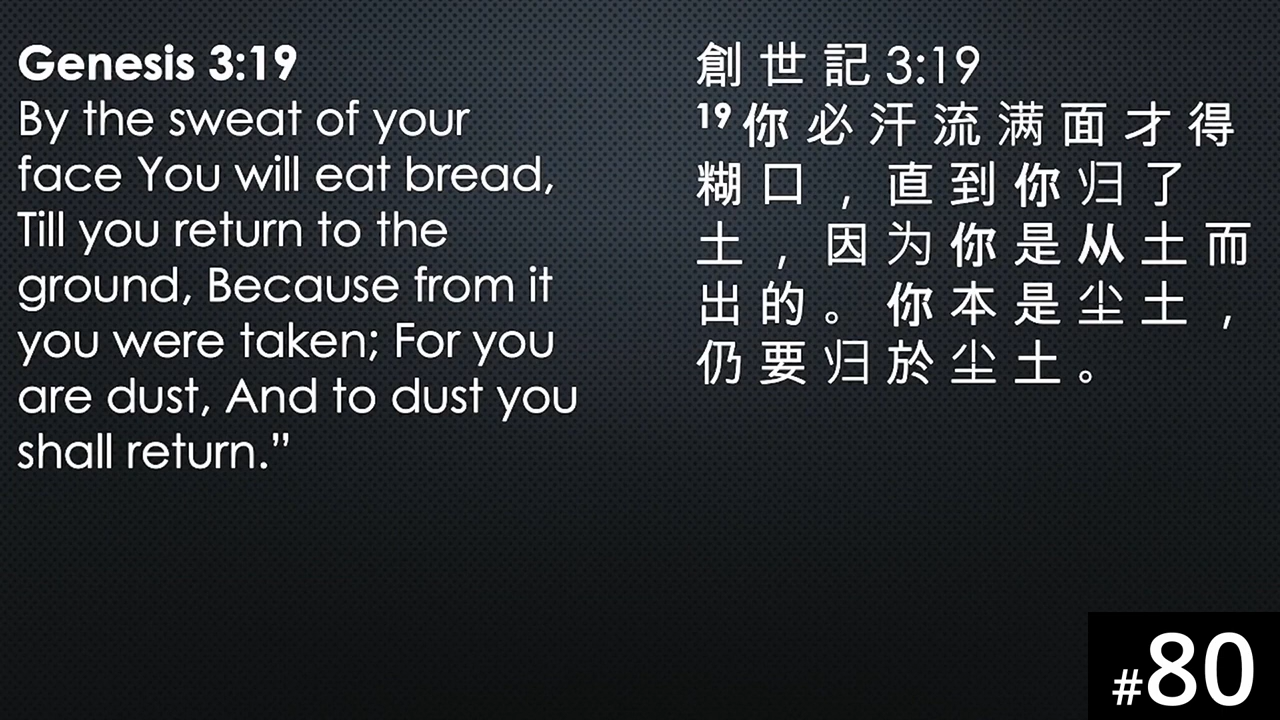 Genesis 3:19
By the sweat of your
face You will eat bread,
Till you return to the
ground, Because from it
you were taken; For you
are dust, And to dust you
shall return.”
創 世 記 3:19
19 你 必 汗 流 满 面 才 得
糊 口 ， 直 到 你 归 了
土 ， 因 为 你 是 从 土 而
出 的 。 你 本 是 尘 土 ，
仍 要 归 於 尘 土 。
#80